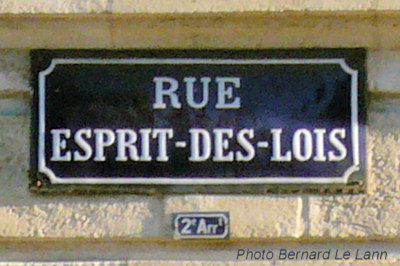 RUE
ESPRIT-DES-LOIS
2e Arrt
Photo Bernard Le Lann